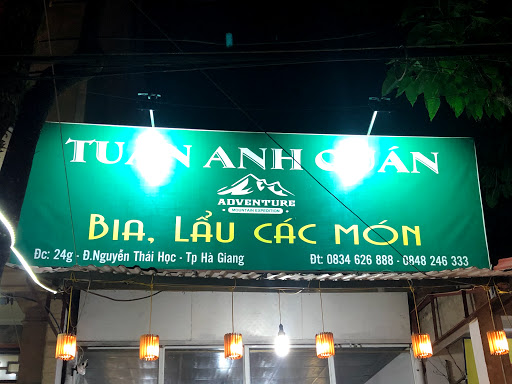 TUẤN ANH QUÁN
ADVENTURE
MOUNTAIN EXPEDITION
BIA, LẨU CÁC MÓN
Đc: 24g - Đ.Nguyễn Thái Học - Tp Hà Giang
Đt: 0834 626 888 - 0848 246 333